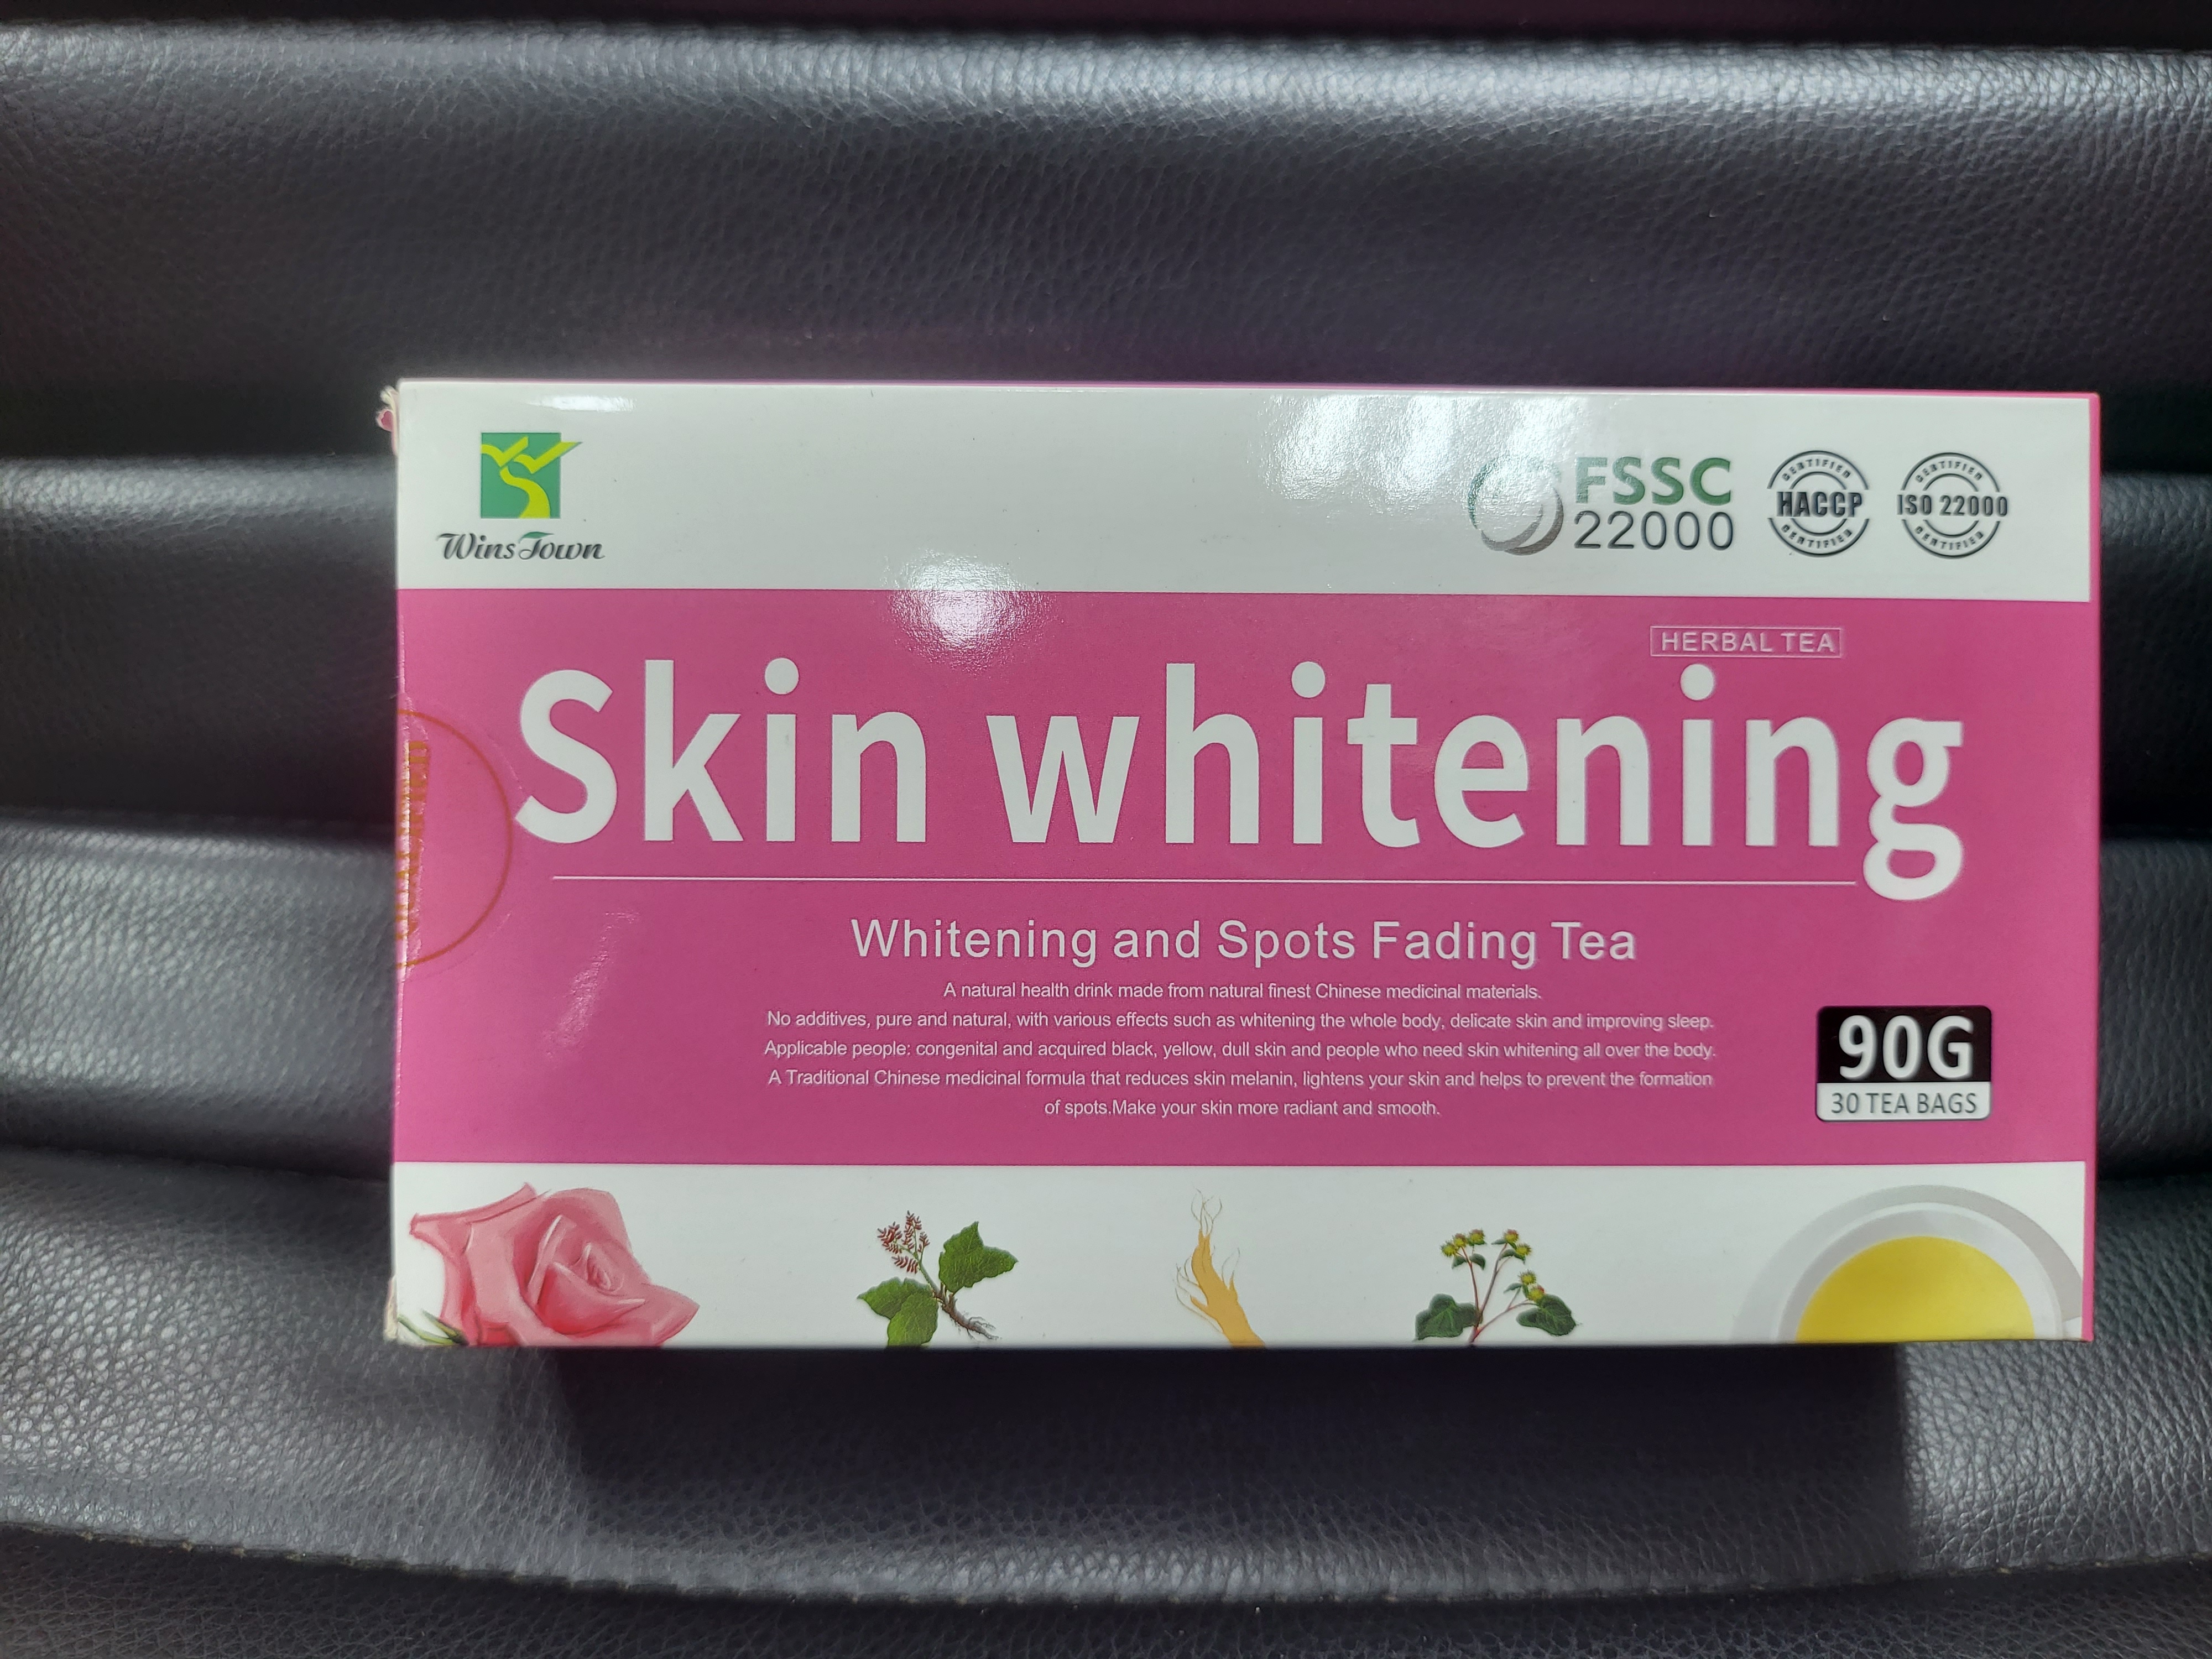 Wins Town
FSSC
22000
CERTIFIED
HACCP
CERTIFIED
CERTIFIED
ISO 22000
CERTIFIED
HERBAL TEA
Skin whitening
Whitening and Spots Fading Tea
A natural health drink made from natural finest Chinese medicinal materials.
No additives, pure and natural, with various effects such as whitening the whole body, delicate skin and improving sleep.
Applicable people: congenital and acquired black, yellow, dull skin and people who need skin whitening all over the body.
A Traditional Chinese medicinal formula that reduces skin melanin, lightens your skin and helps to prevent the formation
of spots.Make your skin more radiant and smooth.
90G
30 TEA BAGS